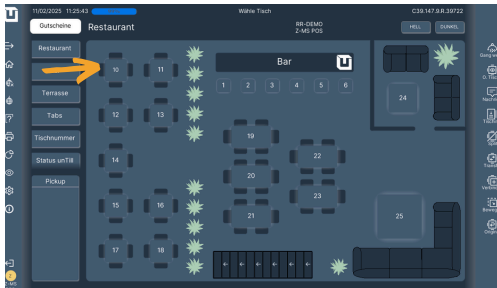 11/02/2025 11:25:43
Wähle Tisch
C39.147.9.R.39722
Gutscheine
Restaurant
RR-DEMO
Z-MS POS
HELL
DUNKEL
Restaurant
Terrasse
Tabs
Tischnummer
Status unTill
Pickup
Bar
1 2 3 4 5 6
10 11
12 13
14
15 16
17 18
19
20
21
22
23
24
25
Z-MS